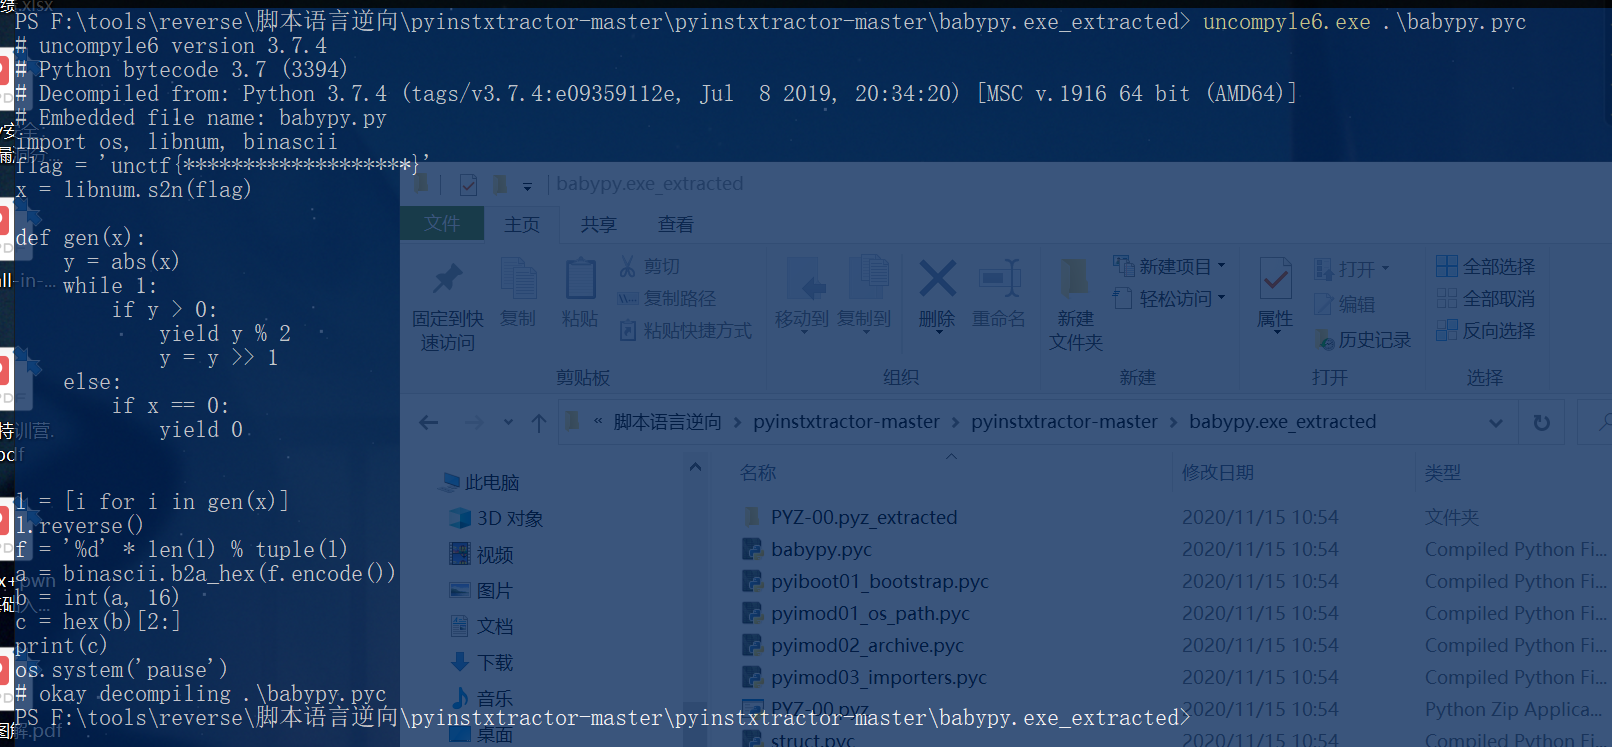 PS F:\tools\reverse\脚本语言逆向\pyinstxtractor-master\pyinstxtractor-master\babypy.exe_extracted> uncompyle6.exe .\babypy.pyc
# uncompyle6 version 3.7.4
# Python bytecode 3.7 (3394)
# Decompiled from: Python 3.7.4 (tags/v3.7.4:e09359112e, Jul  8 2019, 20:34:20) [MSC v.1916 64 bit (AMD64)]
# Embedded file name: babypy.py
import os, libnum, binascii
flag = 'unctf{*******************}'
x = libnum.s2n(flag)
def gen(x):
    y = abs(x)
    while 1:
        if y > 0:
            yield y % 2
            y = y >> 1
    else:
        if x == 0:
            yield 0
l = [i for i in gen(x)]
l.reverse()
f = '%d' * len(l) % tuple(l)
a = binascii.b2a_hex(f.encode())
b = int(a, 16)
c = hex(b)[2:]
print(c)
os.system('pause')
# okay decompiling .\babypy.pyc
PS F:\tools\reverse\脚本语言逆向\pyinstxtractor-master\pyinstxtractor-master\babypy.exe_extracted>
babypy.exe_extracted
文件 主页 共享 查看
固定到快速访问
复制
粘贴
剪切
复制路径
粘贴快捷方式
剪贴板
移动到 复制到 删除 重命名
组织
新建文件夹
新建项目
轻松访问
新建
属性
打开
编辑
历史记录
打开
全部选择
全部取消
反向选择
选择
« 脚本语言逆向 > pyinstxtractor-master > pyinstxtractor-master > babypy.exe_extracted
此电脑
3D 对象
视频
图片
文档
下载
音乐
桌面
名称 修改日期 类型
PYZ-00.pyz_extracted 2020/11/15 10:54 文件夹
babypy.pyc 2020/11/15 10:54 Compiled Python Fi...
pyiboot01_bootstrap.pyc 2020/11/15 10:54 Compiled Python Fi...
pyimod01_os_path.pyc 2020/11/15 10:54 Compiled Python Fi...
pyimod02_archive.pyc 2020/11/15 10:54 Compiled Python Fi...
pyimod03_importers.pyc 2020/11/15 10:54 Compiled Python Fi...
PYZ-00.pyz 2020/11/15 10:54 Python Zip Applica...
struct.pyc 2020/11/15 10:54 Compiled Python Fi...